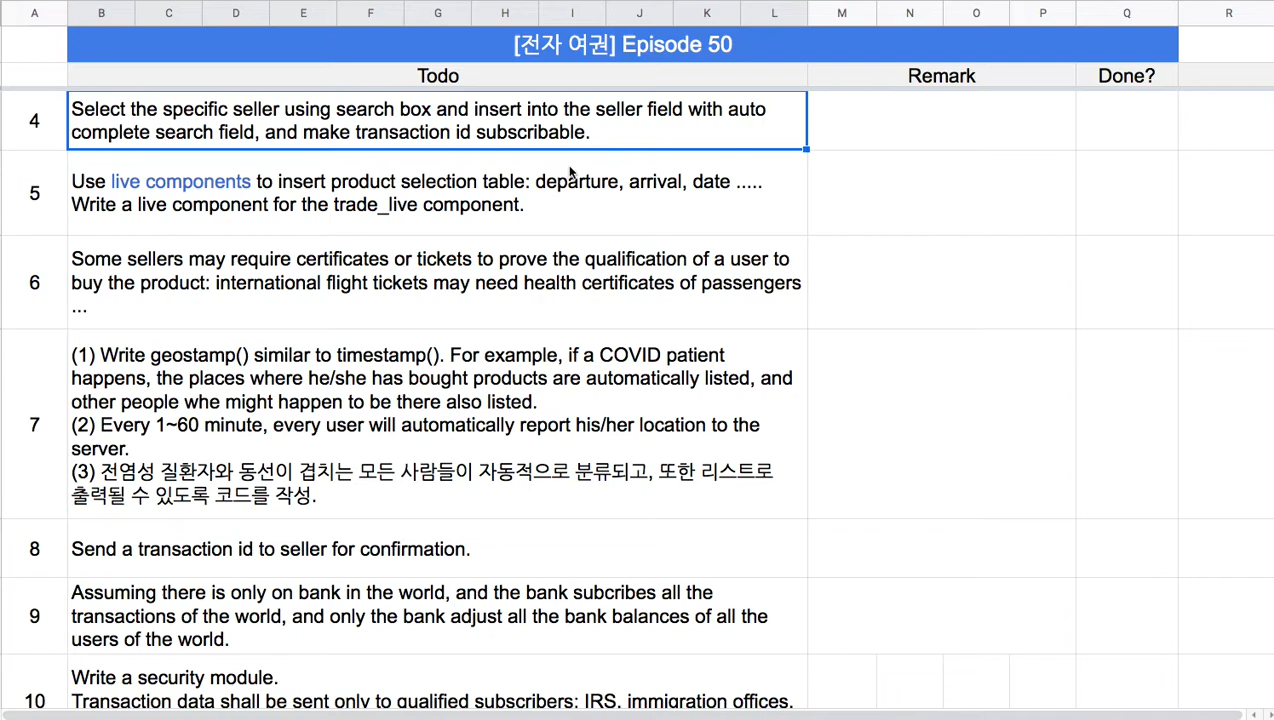 A B C D E F G H I J K L M N O P Q R
[전자 여권] Episode 50
Todo Remark Done?
4 Select the specific seller using search box and insert into the seller field with auto
complete search field, and make transaction id subscribable.
5 Use live components to insert product selection table: departure, arrival, date .....
Write a live component for the trade_live component.
6 Some sellers may require certificates or tickets to prove the qualification of a user to
buy the product: international flight tickets may need health certificates of passengers
...
7 (1) Write geostamp() similar to timestamp(). For example, if a COVID patient
happens, the places where he/she has bought products are automatically listed, and
other people whe might happen to be there also listed.
(2) Every 1~60 minute, every user will automatically report his/her location to the
server.
(3) 전염성 질환자와 동선이 겹치는 모든 사람들이 자동적으로 분류되고, 또한 리스트로
출력될 수 있도록 코드를 작성.
8 Send a transaction id to seller for confirmation.
9 Assuming there is only on bank in the world, and the bank subcribes all the
transactions of the world, and only the bank adjust all the bank balances of all the
users of the world.
10 Write a security module.
Transaction data shall be sent only to qualified subscribers: IRS, immigration offices,